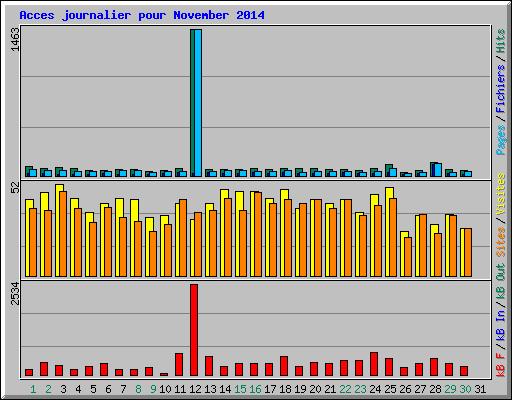 Acces journalier pour November 2014
1463
52
2534
Pages / Fichiers / Hits
Sites / Visites
kB F / kB In / kB Out
1 2 3 4 5 6 7 8 9 10 11 12 13 14 15 16 17 18 19 20 21 22 23 24 25 26 27 28 29 30 31